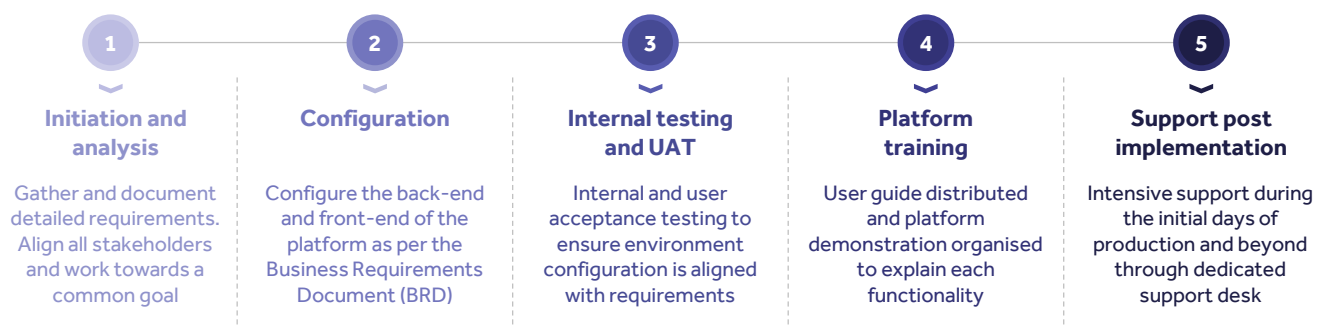 1
Initiation and
analysis
Gather and document
detailed requirements.
Align all stakeholders
and work towards a
common goal
2
Configuration
Configure the back-end
and front-end of the
platform as per the
Business Requirements
Document (BRD)
3
Internal testing
and UAT
Internal and user
acceptance testing to
ensure environment
configuration is aligned
with requirements
4
Platform
training
User guide distributed
and platform
demonstration organised
to explain each
functionality
5
Support post
implementation
Intensive support during
the initial days of
production and beyond
through dedicated
support desk